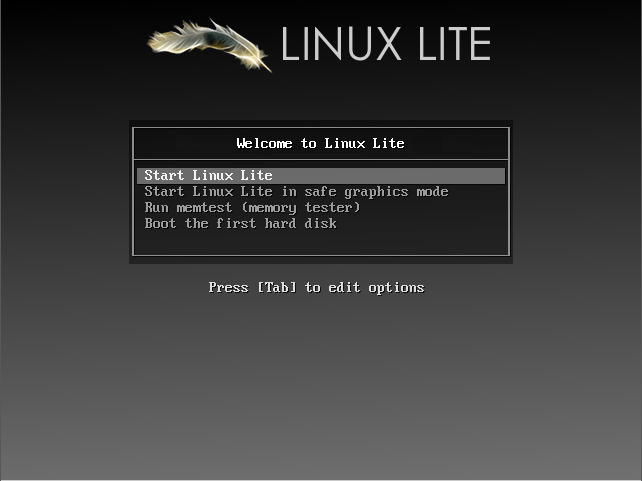 LINUX LITE
Welcome to Linux Lite
Start Linux Lite
Start Linux Lite in safe graphics mode
Run memtest (memory tester)
Boot the first hard disk
Press [Tab] to edit options